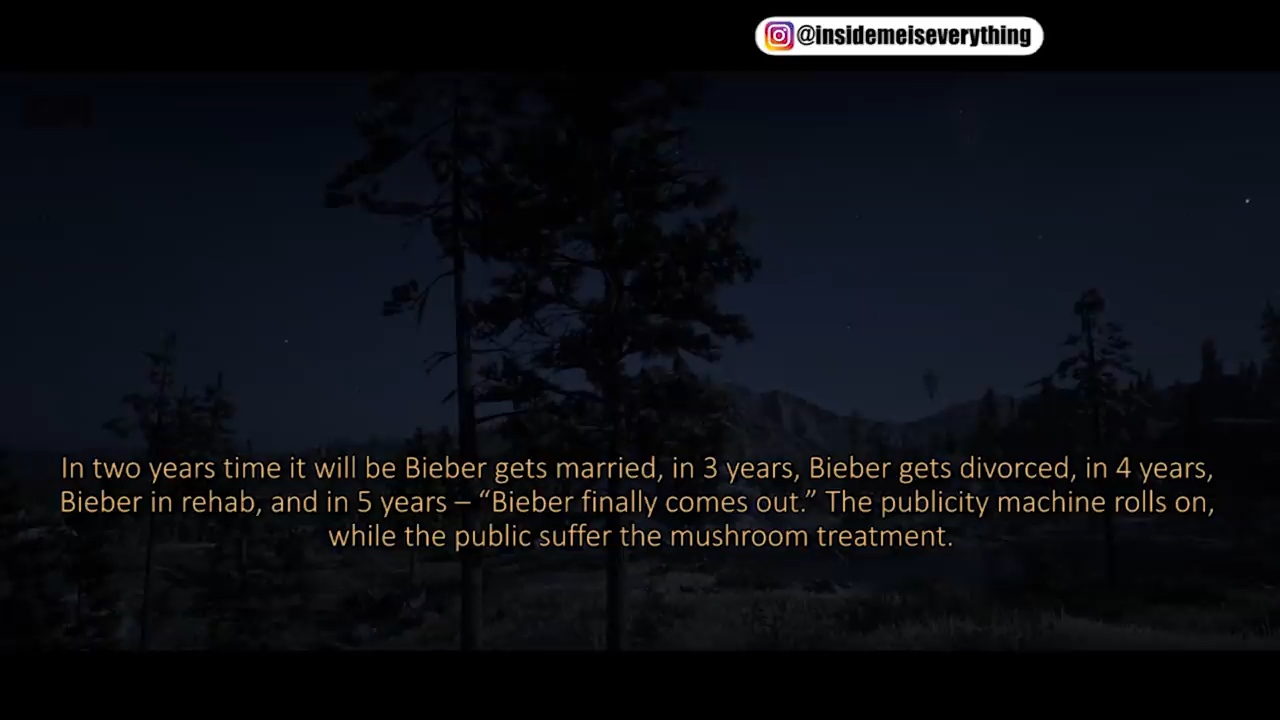 @insidemeiseverything
In two years time it will be Bieber gets married, in 3 years, Bieber gets divorced, in 4 years,
Bieber in rehab, and in 5 years – “Bieber finally comes out.” The publicity machine rolls on,
while the public suffer the mushroom treatment.